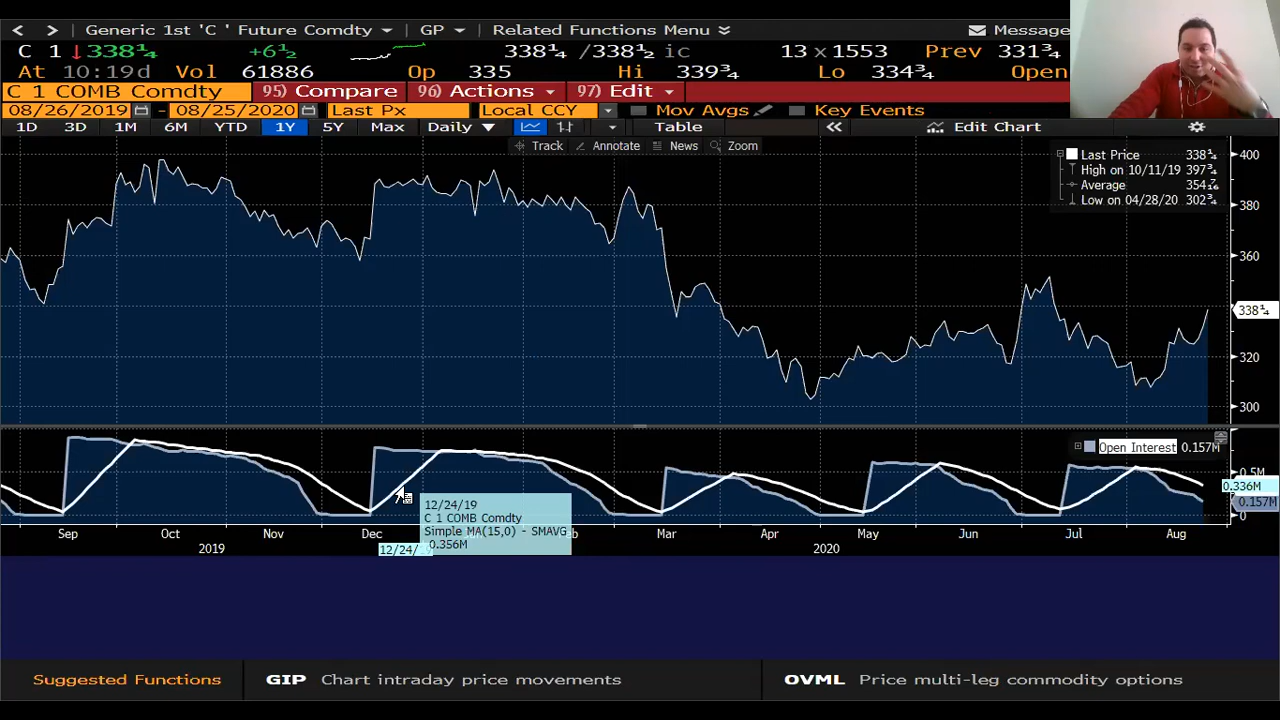 < > Generic 1st 'C ' Future Comdty GP Related Functions Menu Message
C 1 ↓338¼ +6½ 338¼/338½ ic 13 x 1553 Prev 331¾
At 10:19d Vol 61886 Op 335 Hi 339¾ Lo 334¾ Open
C 1 COMB Comdty 95) Compare 96) Actions 97) Edit
08/26/2019 - 08/25/2020 Last Px Local CCY Mov Avgs Key Events
1D 3D 1M 6M YTD 1Y 5Y Max Daily ▼ Table « Edit Chart
Track Annotate News Zoom
Last Price 338¼
High on 10/11/19 397¾
Average
Low on 04/28/20 302¾
400
380
360
338¼
320
300
Open Interest 0.157M
0.5M
0.336M
0.157M
0
12/24/19
C 1 COMB Comdty
Simple MA(15,0) - SMAVG
0.356M
Sep Oct Nov Dec Mar Apr May Jun Jul Aug
2019 12/24/ 2020
Suggested Functions GIP Chart intraday price movements OVML Price multi-leg commodity options